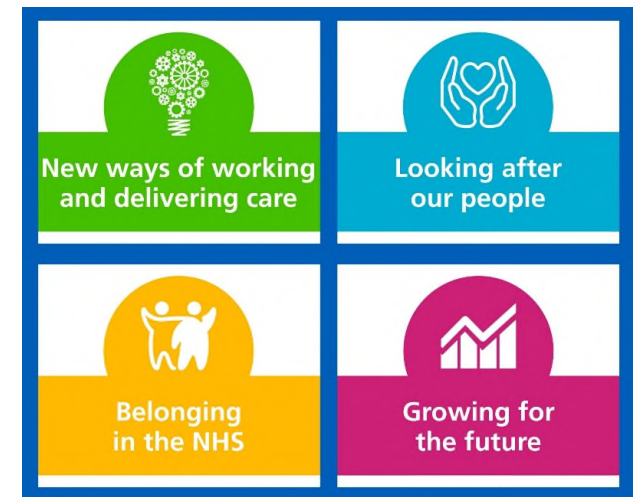 New ways of working
and delivering care
Looking after
our people
Belonging
in the NHS
Growing for
the future